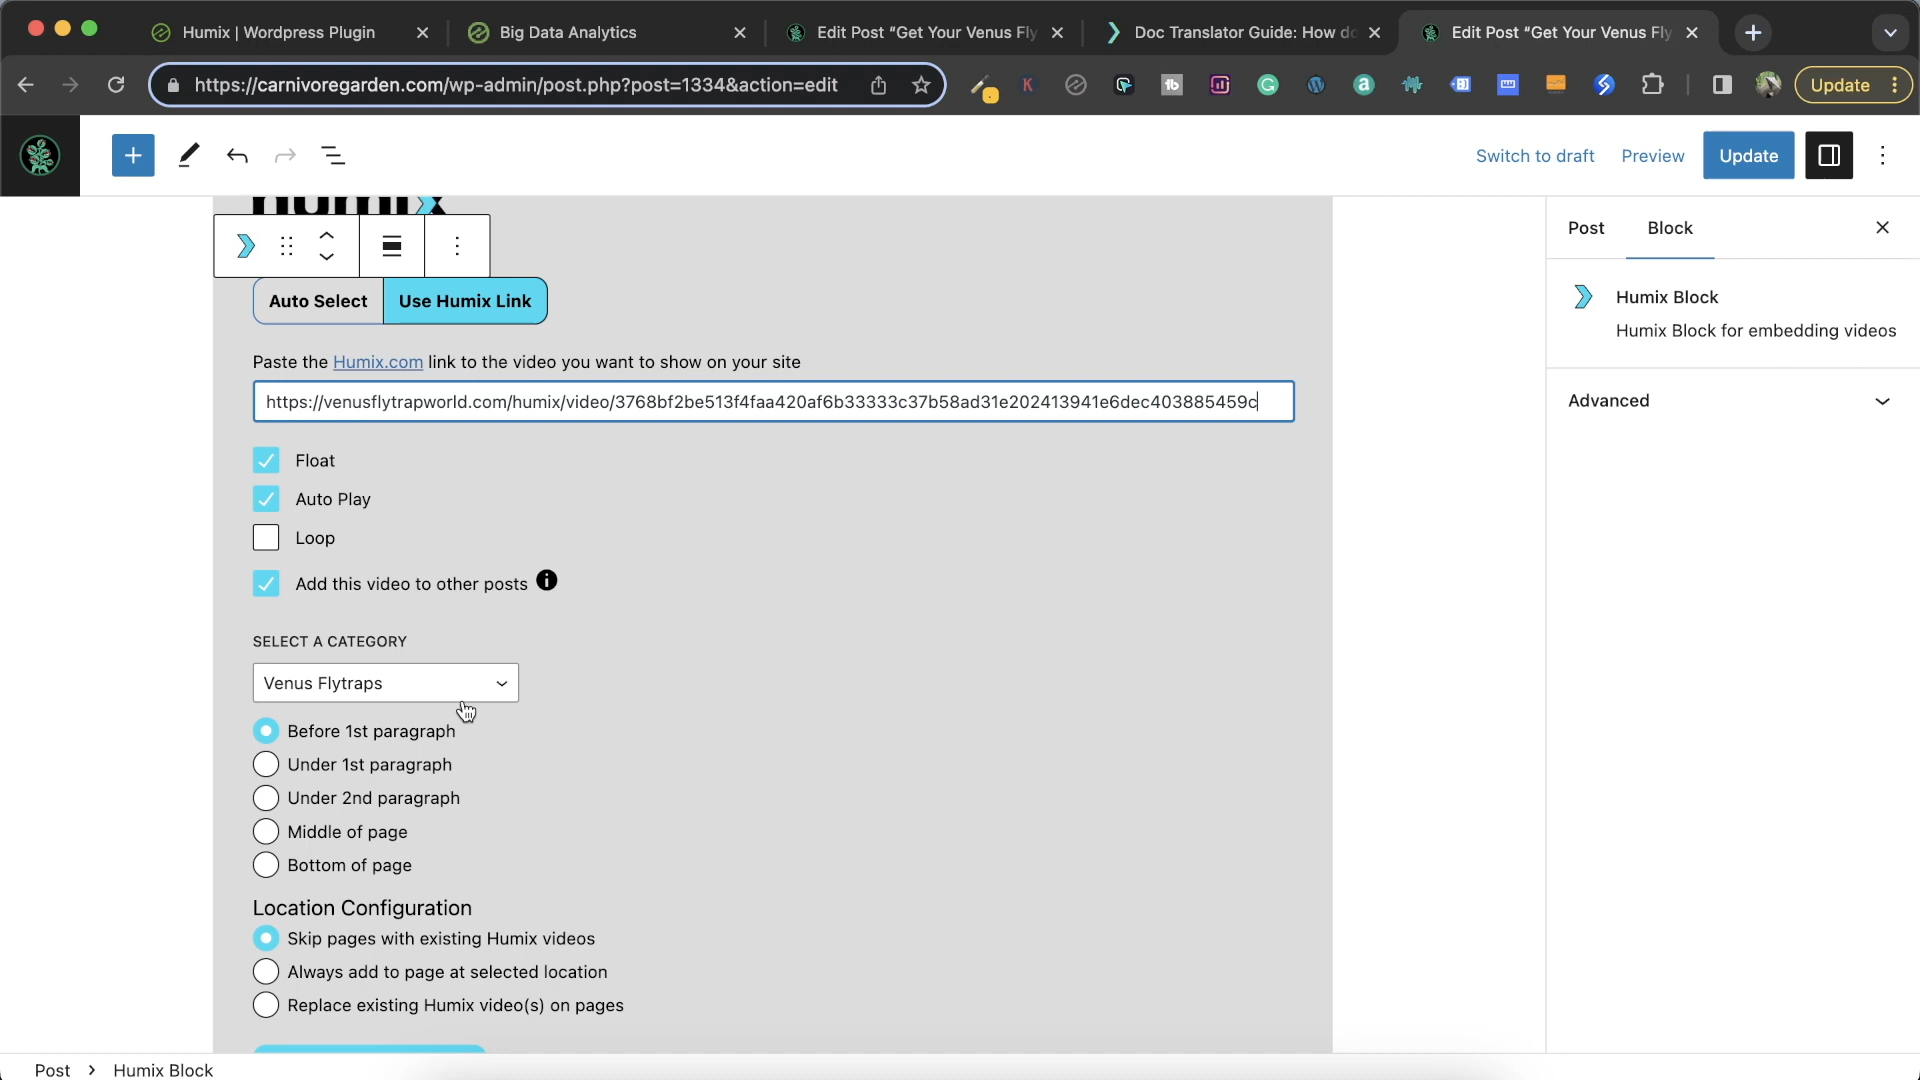 Humix | Wordpress Plugin
Big Data Analytics
Edit Post "Get Your Venus Fly
Doc Translator Guide: How do
Edit Post "Get Your Venus Fly
https://carnivoregarden.com/wp-admin/post.php?post=1334&action=edit
Update
Switch to draft
Preview
Update
humix
Post
Block
Auto Select
Use Humix Link
Humix Block
Humix Block for embedding videos
Paste the Humix.com link to the video you want to show on your site
https://venusflytrapworld.com/humix/video/3768bf2be513f4faa420af6b33333c37b58ad31e202413941e6dec403885459c
Advanced
Float
Auto Play
Loop
Add this video to other posts
SELECT A CATEGORY
Venus Flytraps
Before 1st paragraph
Under 1st paragraph
Under 2nd paragraph
Middle of page
Bottom of page
Location Configuration
Skip pages with existing Humix videos
Always add to page at selected location
Replace existing Humix video(s) on pages
Post
Humix Block